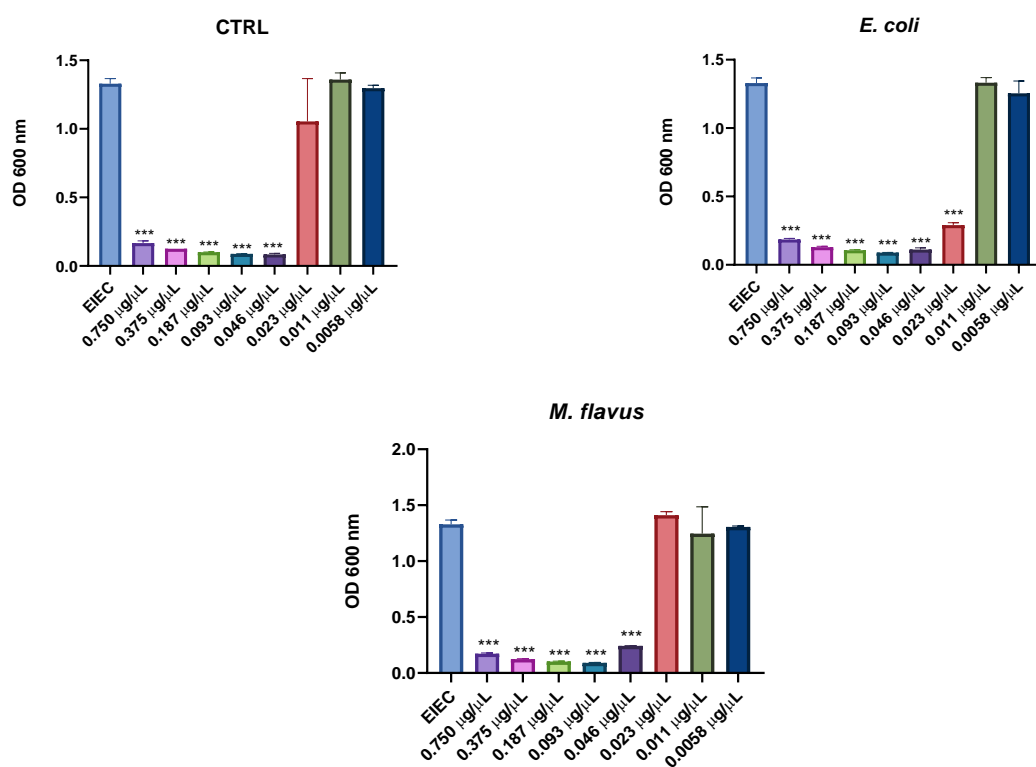 CTRL
OD 600 nm
1.5
1.0
0.5
0.0
*** *** *** *** ***
EIEC
0.750 µg/µL
0.375 µg/µL
0.187 µg/µL
0.093 µg/µL
0.046 µg/µL
0.023 µg/µL
0.011 µg/µL
0.0058 µg/µL
E. coli
OD 600 nm
1.5
1.0
0.5
0.0
*** *** *** *** *** ***
EIEC
0.750 µg/µL
0.375 µg/µL
0.187 µg/µL
0.093 µg/µL
0.046 µg/µL
0.023 µg/µL
0.011 µg/µL
0.0058 µg/µL
M. flavus
OD 600 nm
2.0
1.5
1.0
0.5
0.0
*** *** *** *** ***
EIEC
0.750 µg/µL
0.375 µg/µL
0.187 µg/µL
0.093 µg/µL
0.046 µg/µL
0.023 µg/µL
0.011 µg/µL
0.0058 µg/µL